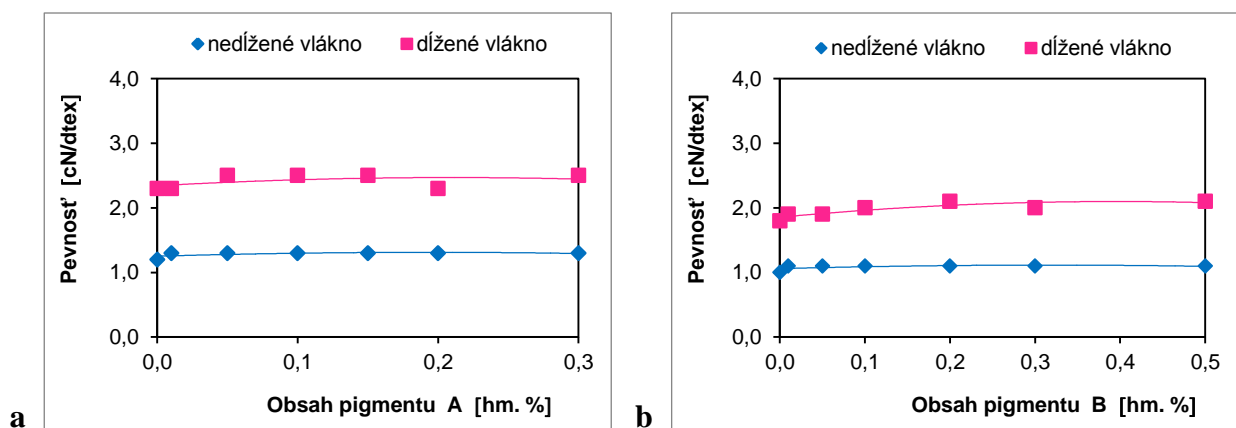 nedĺžené vlákno dĺžené vlákno
4,0
3,0
2,0
1,0
0,0
Pevnosť [cN/dtex]
0,0 0,1 0,2 0,3
Obsah pigmentu A [hm. %]
a
nedĺžené vlákno dĺžené vlákno
4,0
3,0
2,0
1,0
0,0
Pevnosť [cN/dtex]
0,0 0,1 0,2 0,3 0,4 0,5
Obsah pigmentu B [hm. %]
b